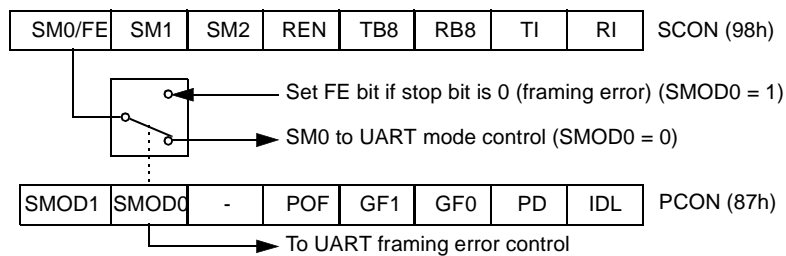 SM0/FE SM1 SM2 REN TB8 RB8 TI RI SCON (98h)
Set FE bit if stop bit is 0 (framing error) (SMOD0 = 1)
SM0 to UART mode control (SMOD0 = 0)
SMOD1 SMOD0 - POF GF1 GF0 PD IDL PCON (87h)
To UART framing error control